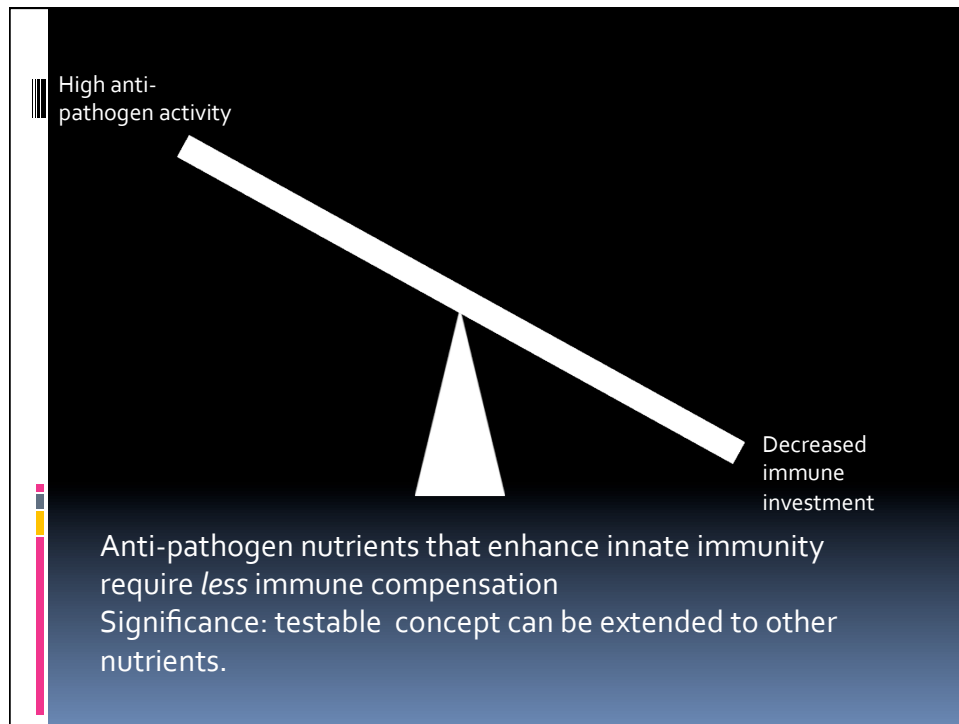 High anti-
pathogen activity
Decreased
immune
investment
Anti-pathogen nutrients that enhance innate immunity
require less immune compensation
Significance: testable  concept can be extended to other
nutrients.